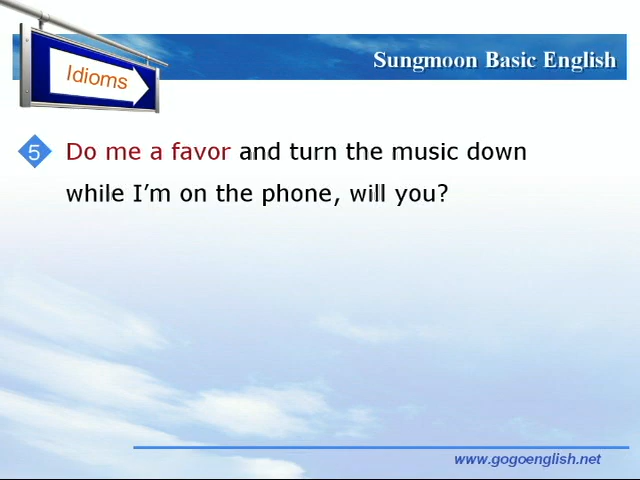 Idioms
Sungmoon Basic English
5
Do me a favor and turn the music down
while I’m on the phone, will you?
www.gogoenglish.net